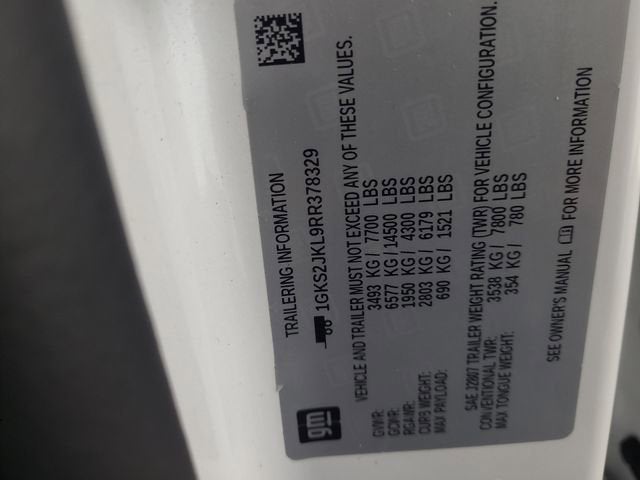 gm
TRAILERING INFORMATION
1GKS2JKL9RR378329
VEHICLE AND TRAILER MUST NOT EXCEED ANY OF THESE VALUES.
GVWR: 3493 KG / 7700 LBS
GCWR: 6577 KG / 14500 LBS
RGAWR: 1950 KG / 4300 LBS
CURB WEIGHT: 2803 KG / 6179 LBS
MAX PAYLOAD: 690 KG / 1521 LBS
SAE J2807 TRAILER WEIGHT RATING (TWR) FOR VEHICLE CONFIGURATION.
CONVENTIONAL TWR: 3538 KG / 7800 LBS
MAX TONGUE WEIGHT: 354 KG / 780 LBS
SEE OWNER'S MANUAL FOR MORE INFORMATION